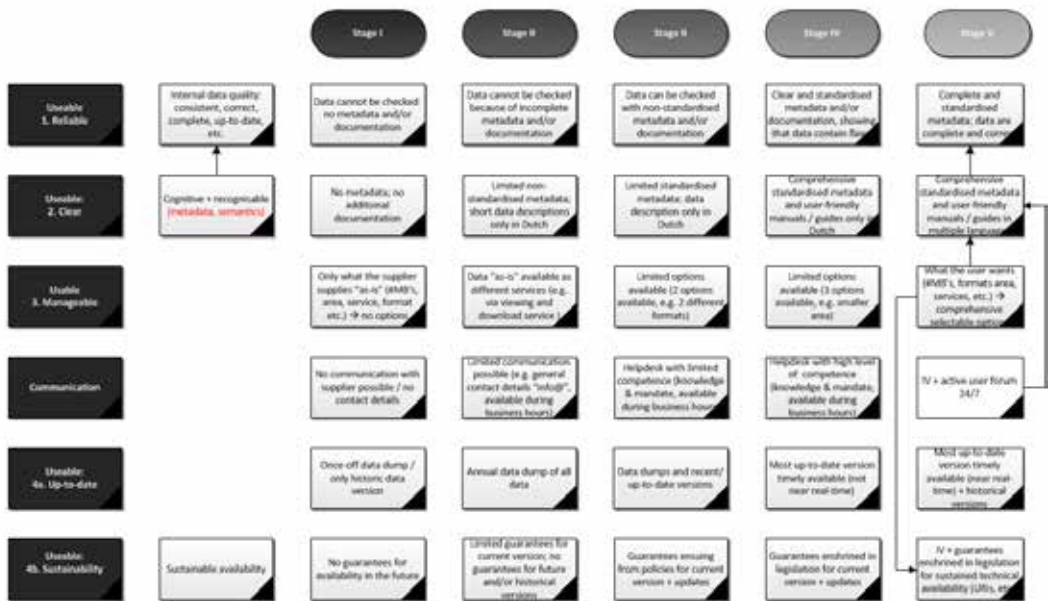 Stage I
Stage II
Stage II
Stage IV
Stage V
Useable
1. Reliable
Internal data quality:
consistent, correct,
complete, up-to-date,
etc.
Data cannot be checked
no metadata and/or
documentation
Data cannot be checked
because of incomplete
metadata and/or
documentation
Data can be checked
with non-standardised
metadata and/or
documentation
Clear and standardised
metadata and/or
documentation, showing
that data contain flaws
Complete and
standardised
metadata; data are
complete and correct
Useable:
2. Clear
Cognitive + recognisable
(metadata, semantics)
No metadata; no
additional
documentation
Limited non-
standardised metadata;
short data descriptions
only in Dutch
Limited standardised
metadata; data
description only in
Dutch
Comprehensive
standardised metadata
and user-friendly
manuals / guides only in
Dutch
Comprehensive
standardised metadata
and user-friendly
manuals / guides in
multiple languages
Usable
3. Manageable
Only what the supplier
supplies "as-is" (#MB's,
area, service, format
etc.) → no options
Data "as-is" available as
different services (e.g.
via viewing and
download service )
Limited options
available (2 options
available, e.g. 2 different
formats)
Limited options
available (3 options
available, e.g. smaller
area)
What the user wants
(#MB's, formats area,
services, etc.) →
comprehensive
selectable options
Communication
No communication with
supplier possible / no
contact details
Limited communication
possible (e.g. general
contact details "info@",
available during
business hours)
Helpdesk with limited
competence (knowledge
& mandate, available
during business hours)
Helpdesk with high level
of competence
(knowledge & mandate,
available during
business hours)
IV + active user forum
24/7
Useable:
4a. Up-to-date
Once-off data dump /
only historic data
version
Annual data dump of all
data
Data dumps and recent/
up-to-date versions
Most up-to-date version
timely available (not
near real-time)
Most up-to-date
version timely
available (near real-
time) + historical
versions
Useable:
4b. Sustainability
Sustainable availability
No guarantees for
availability in the future
Limited guarantees for
current version; no
guarantees for future
and/or historical
versions
Guarantees ensuing
from policies for current
version + updates
Guarantees enshrined in
legislation for current
version + updates
IV + guarantees
enshrined in legislation
for sustained technical
availability